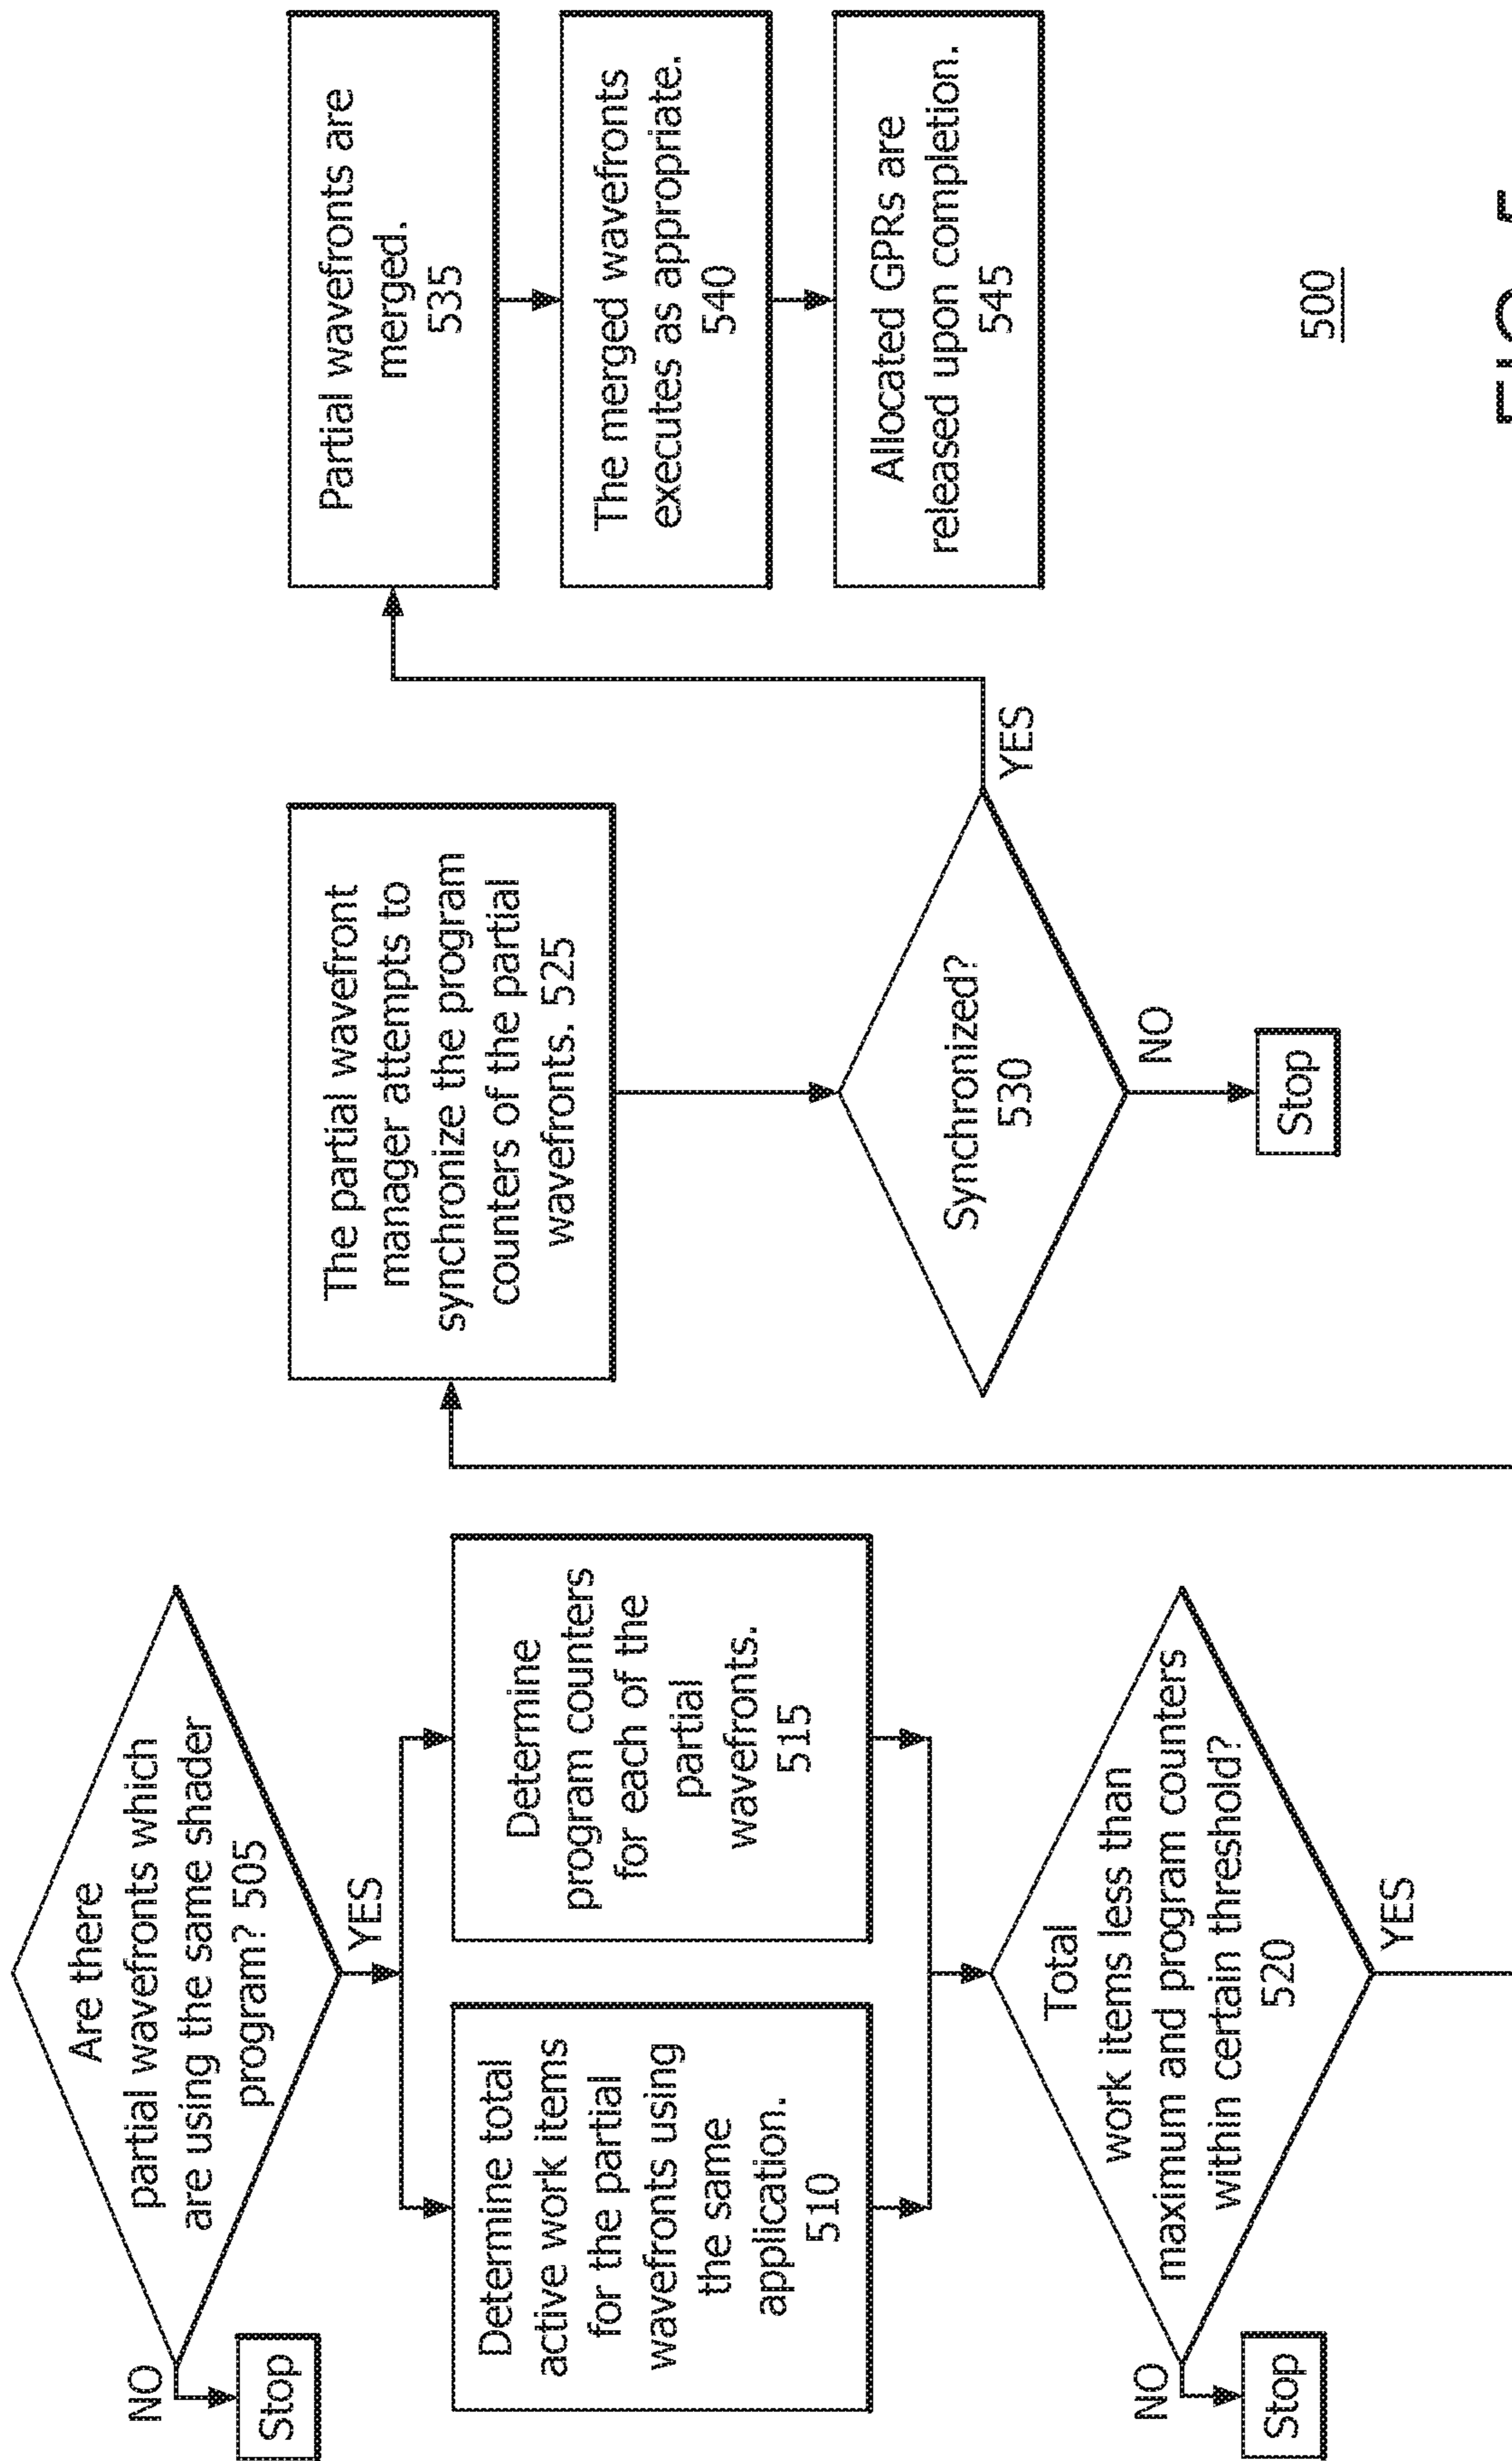 Are there
partial wavefronts which
are using the same shader
program? 505
NO
Stop
YES
Determine total
active work items
for the partial
wavefronts using
the same
application.
510
Determine
program counters
for each of the
partial
wavefronts.
515
Total
work items less than
maximum and program counters
within certain threshold?
520
NO
Stop
YES
The partial wavefront
manager attempts to
synchronize the program
counters of the partial
wavefronts. 525
Synchronized?
530
NO
Stop
YES
Partial wavefronts are
merged.
535
The merged wavefronts
executes as appropriate.
540
Allocated GPRs are
released upon completion.
545
500